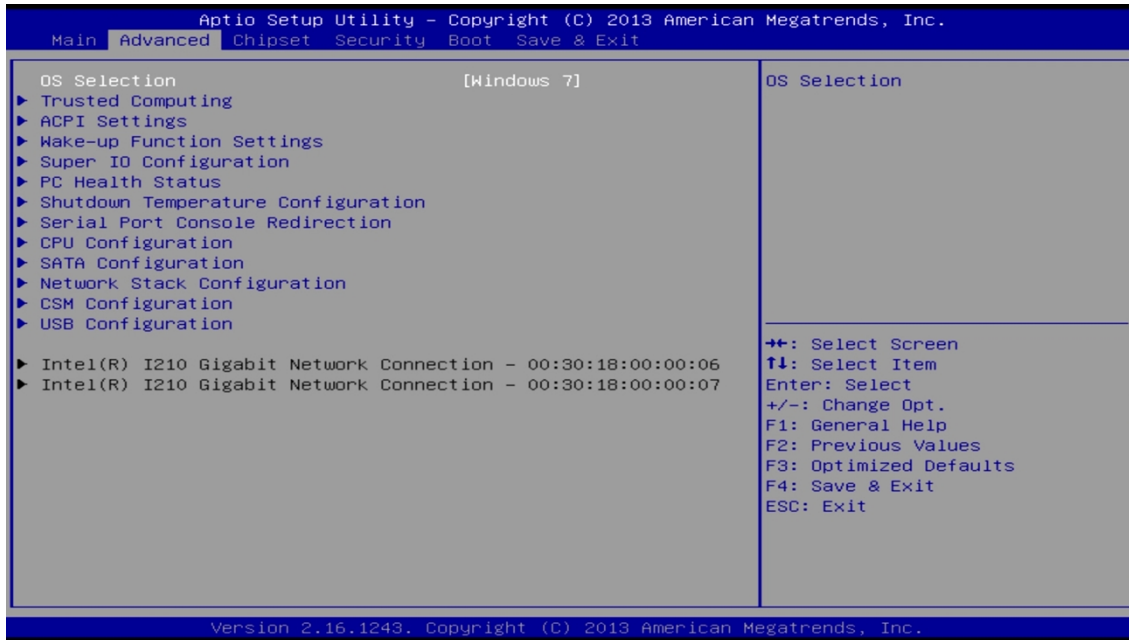 Aptio Setup Utility – Copyright (C) 2013 American Megatrends, Inc.
Main Advanced Chipset Security Boot Save & Exit
OS Selection [Windows 7]
▶ Trusted Computing
▶ ACPI Settings
▶ Wake-up Function Settings
▶ Super IO Configuration
▶ PC Health Status
▶ Shutdown Temperature Configuration
▶ Serial Port Console Redirection
▶ CPU Configuration
▶ SATA Configuration
▶ Network Stack Configuration
▶ CSM Configuration
▶ USB Configuration
▶ Intel(R) I210 Gigabit Network Connection – 00:30:18:00:00:06
▶ Intel(R) I210 Gigabit Network Connection – 00:30:18:00:00:07
OS Selection
→←: Select Screen
↑↓: Select Item
Enter: Select
+/-: Change Opt.
F1: General Help
F2: Previous Values
F3: Optimized Defaults
F4: Save & Exit
ESC: Exit
Version 2.16.1243. Copyright (C) 2013 American Megatrends, Inc.